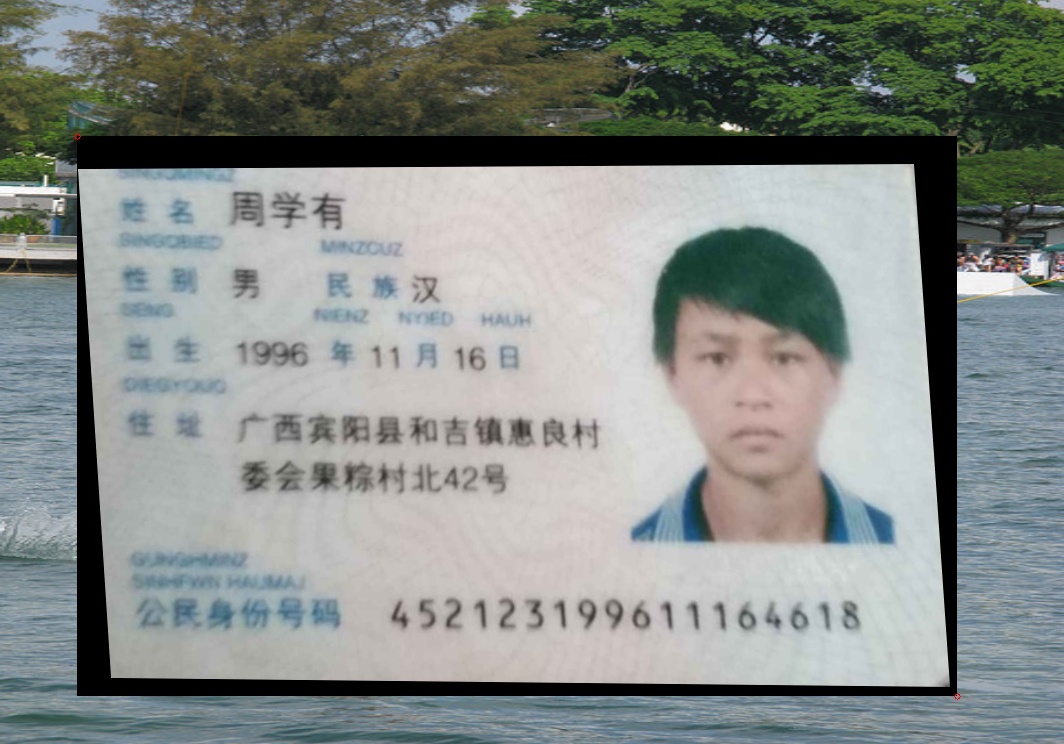 姓名 周学有
SINGQBIED MINZCUZ
性别 男 民族 汉
SENG NIENZ NYIED HAUH
出生 1996 年 11 月 16 日
DIEGYOUQ
住址 广西宾阳县和吉镇惠良村
委会果粽村北42号
GUNGHMINZ
SINHFWN HAUMAJ
公民身份号码 452123199611164618